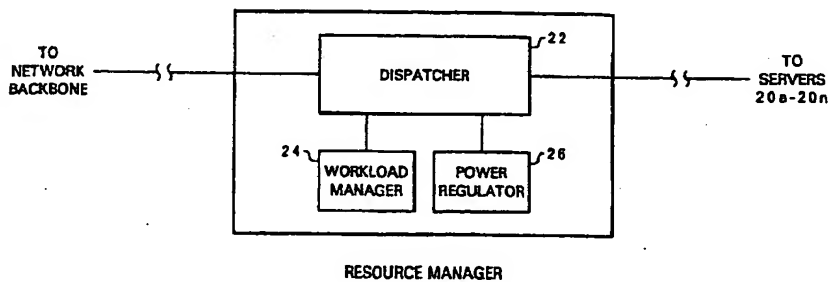 22
TO
NETWORK
BACKBONE
DISPATCHER
TO
SERVERS
20a-20n
24
WORKLOAD
MANAGER
26
POWER
REGULATOR
RESOURCE MANAGER